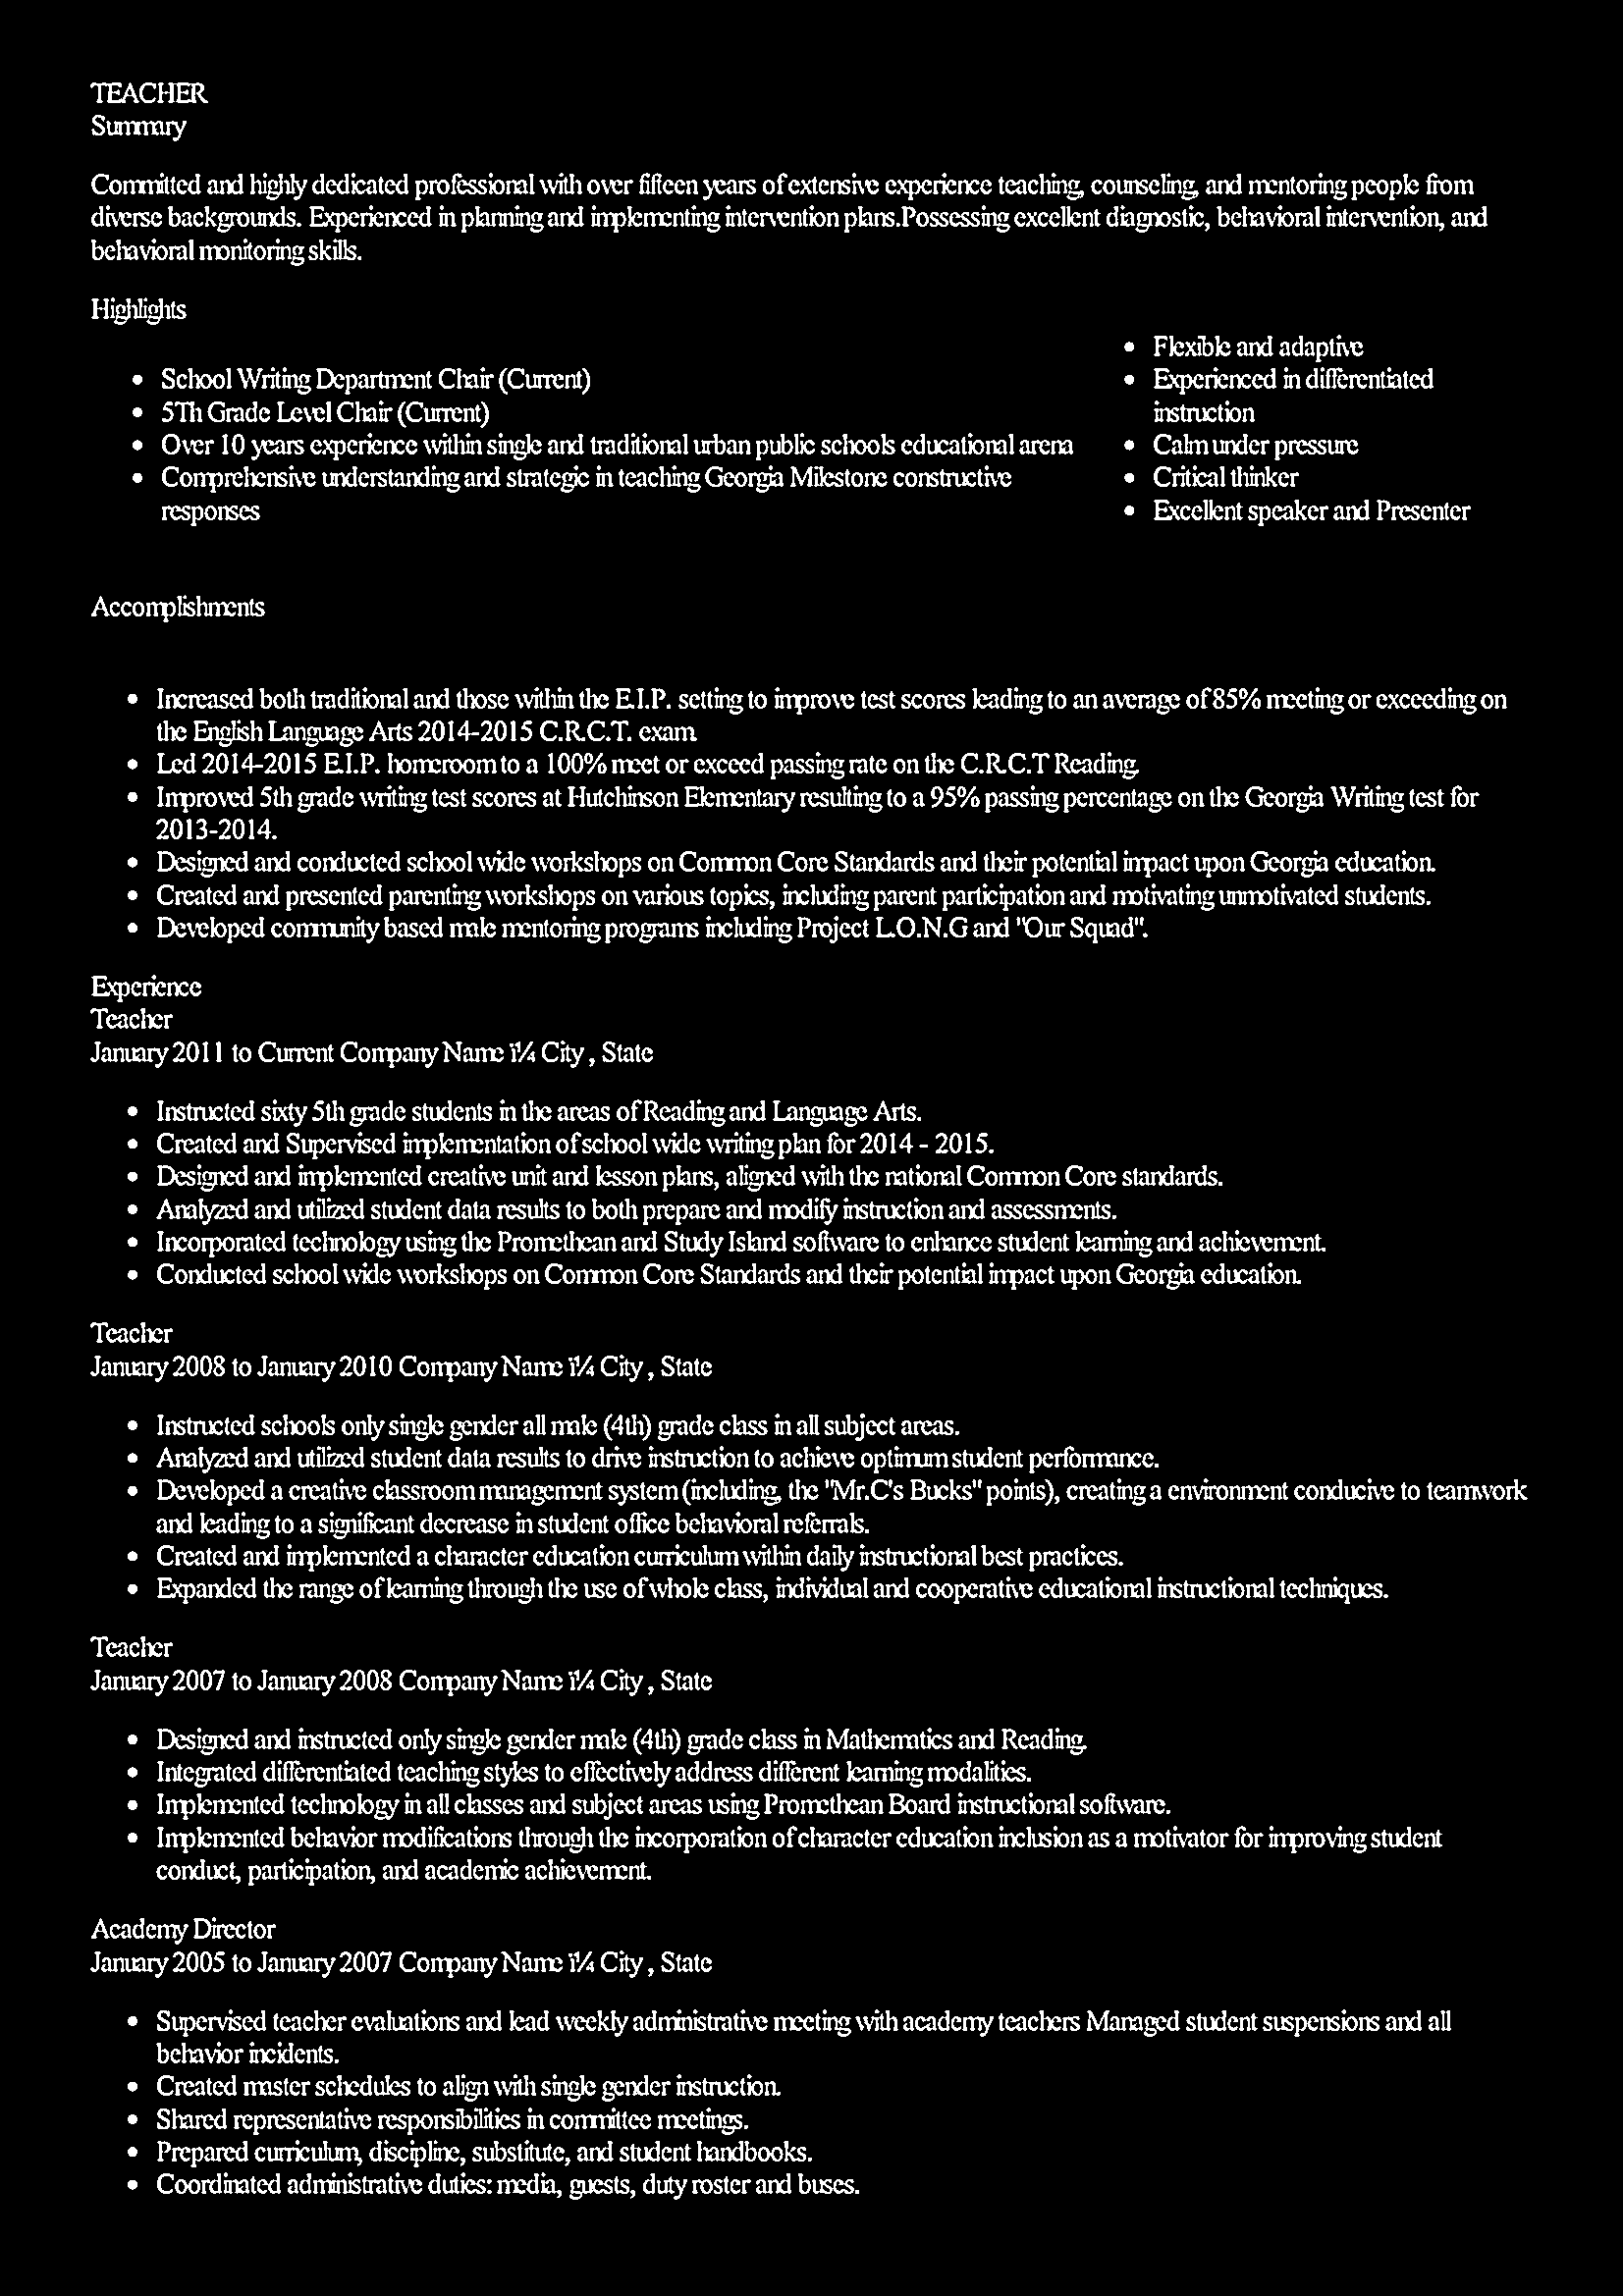 TEACHER
Summary
Committed and highly dedicated professional with over fifteen years of extensive experience teaching, counseling, and mentoring people from
diverse backgrounds. Experienced in planning and implementing intervention plans.Possessing excellent diagnostic, behavioral intervention, and
behavioral monitoring skills.
Highlights
School Writing Department Chair (Current)
5Th Grade Level Chair (Current)
Over 10 years experience within single and traditional urban public schools educational arena
Comprehensive understanding and strategic in teaching Georgia Milestone constructive
responses
Flexible and adaptive
Experienced in differentiated
instruction
Calm under pressure
Critical thinker
Excellent speaker and Presenter
Accomplishments
Increased both traditional and those within the E.I.P. setting to improve test scores leading to an average of 85% meeting or exceeding on
the English Language Arts 2014-2015 C.R.C.T. exam.
Led 2014-2015 E.I.P. homeroom to a 100% meet or exceed passing rate on the C.R.C.T Reading.
Improved 5th grade writing test scores at Hutchinson Elementary resulting to a 95% passing percentage on the Georgia Writing test for
2013-2014.
Designed and conducted school wide workshops on Common Core Standards and their potential impact upon Georgia education.
Created and presented parenting workshops on various topics, including parent participation and motivating unmotivated students.
Developed community based male mentoring programs including Project L.O.N.G and "Our Squad".
Experience
Teacher
January 2011 to Current Company Name ï¼ City , State
Instructed sixty 5th grade students in the areas of Reading and Language Arts.
Created and Supervised implementation of school wide writing plan for 2014 - 2015.
Designed and implemented creative unit and lesson plans, aligned with the national Common Core standards.
Analyzed and utilized student data results to both prepare and modify instruction and assessments.
Incorporated technology using the Promethean and Study Island software to enhance student learning and achievement.
Conducted school wide workshops on Common Core Standards and their potential impact upon Georgia education.
Teacher
January 2008 to January 2010 Company Name ï¼ City , State
Instructed schools only single gender all male (4th) grade class in all subject areas.
Analyzed and utilized student data results to drive instruction to achieve optimum student performance.
Developed a creative classroom management system (including, the "Mr.C's Bucks" points), creating a environment conducive to teamwork
and leading to a significant decrease in student office behavioral referrals.
Created and implemented a character education curriculum within daily instructional best practices.
Expanded the range of learning through the use of whole class, individual and cooperative educational instructional techniques.
Teacher
January 2007 to January 2008 Company Name ï¼ City , State
Designed and instructed only single gender male (4th) grade class in Mathematics and Reading.
Integrated differentiated teaching styles to effectively address different learning modalities.
Implemented technology in all classes and subject areas using Promethean Board instructional software.
Implemented behavior modifications through the incorporation of character education inclusion as a motivator for improving student
conduct, participation, and academic achievement.
Academy Director
January 2005 to January 2007 Company Name ï¼ City , State
Supervised teacher evaluations and lead weekly administrative meeting with academy teachers Managed student suspensions and all
behavior incidents.
Created master schedules to align with single gender instruction.
Shared representative responsibilities in committee meetings.
Prepared curriculum, discipline, substitute, and student handbooks.
Coordinated administrative duties: media, guests, duty roster and buses.